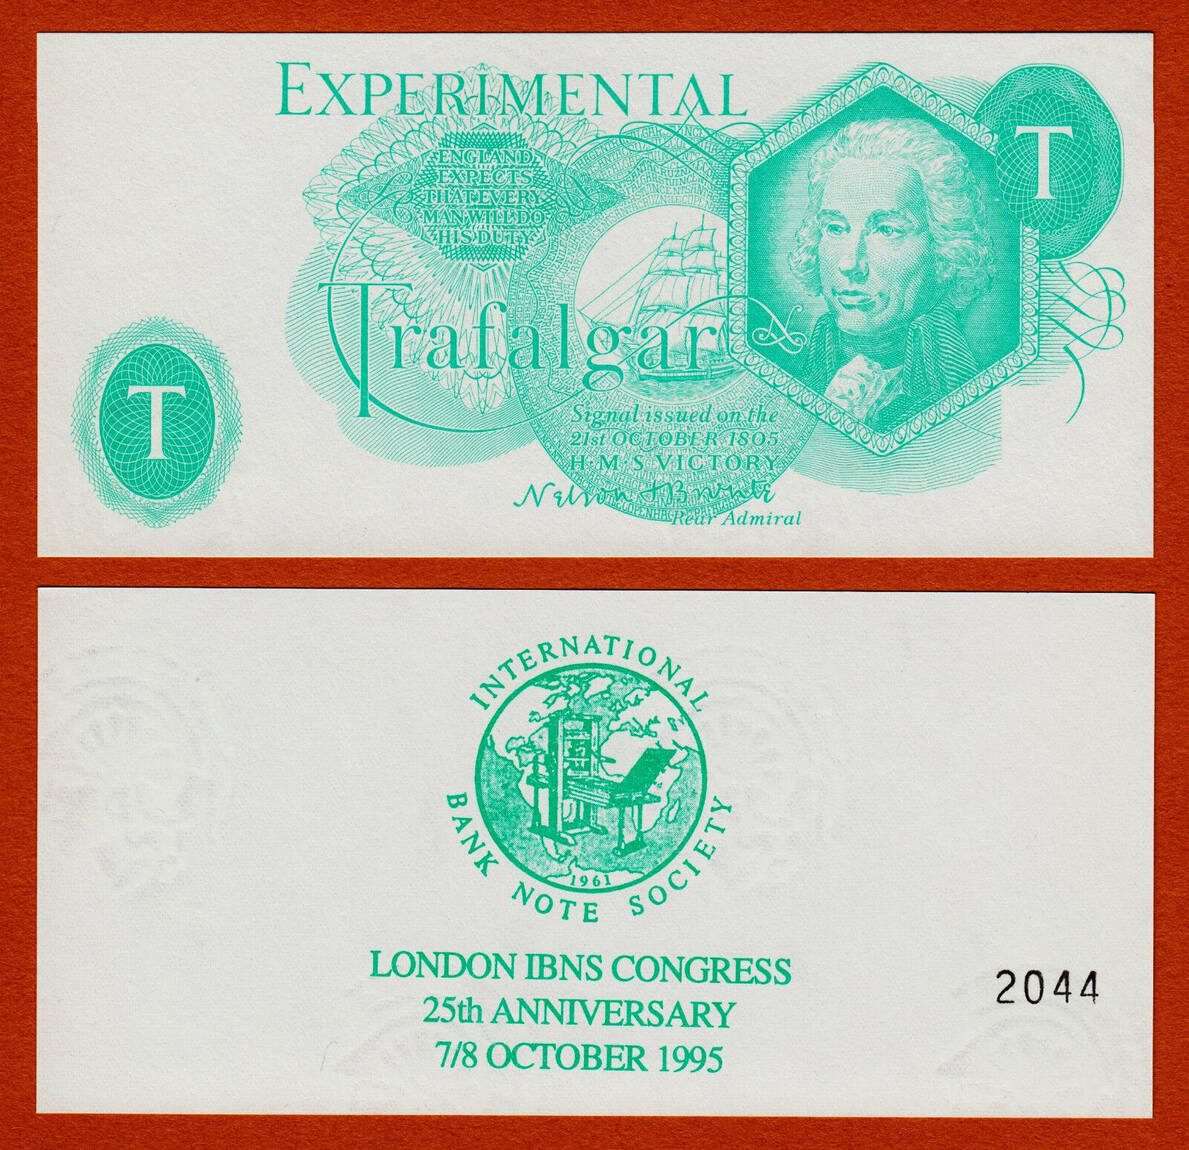 EXPERIMENTAL
T
ENGLAND
EXPECTS
THAT EVERY
MAN WILL DO
HIS DUTY
Trafalgar
T
Signal issued on the
21st OCTOBER 1805
H·M·S VICTORY
Nelson + Bronte
Rear Admiral
INTERNATIONAL
BANK NOTE SOCIETY
1961
LONDON IBNS CONGRESS
25th ANNIVERSARY
7/8 OCTOBER 1995
2044